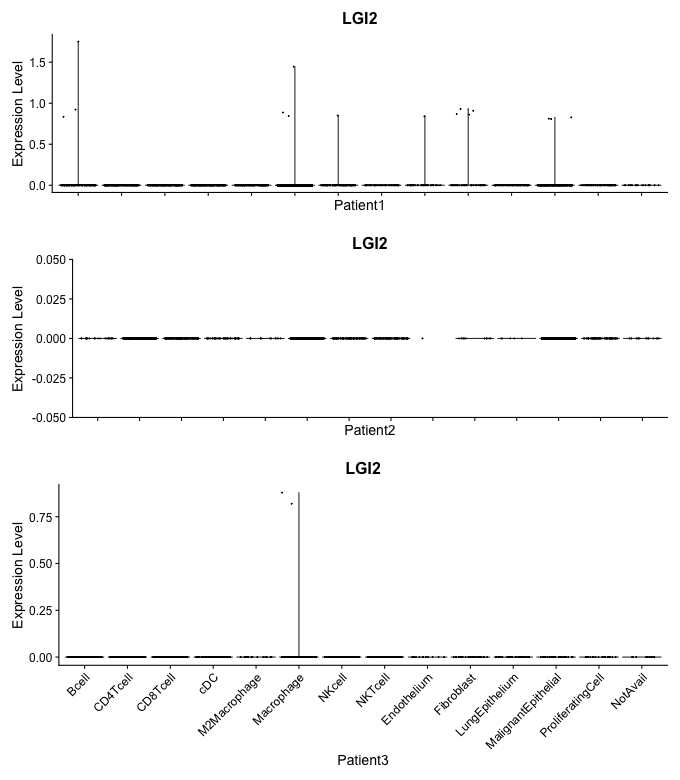 LGI2
Expression Level
1.5
1.0
0.5
0.0
Patient1
LGI2
Expression Level
0.050
0.025
0.000
-0.025
-0.050
Patient2
LGI2
Expression Level
0.75
0.50
0.25
0.00
Bcell
CD4Tcell
CD8Tcell
cDC
M2Macrophage
Macrophage
NKcell
NKTcell
Endothelium
Fibroblast
LungEpithelium
MalignantEpithelial
ProliferatingCell
NotAvail
Patient3